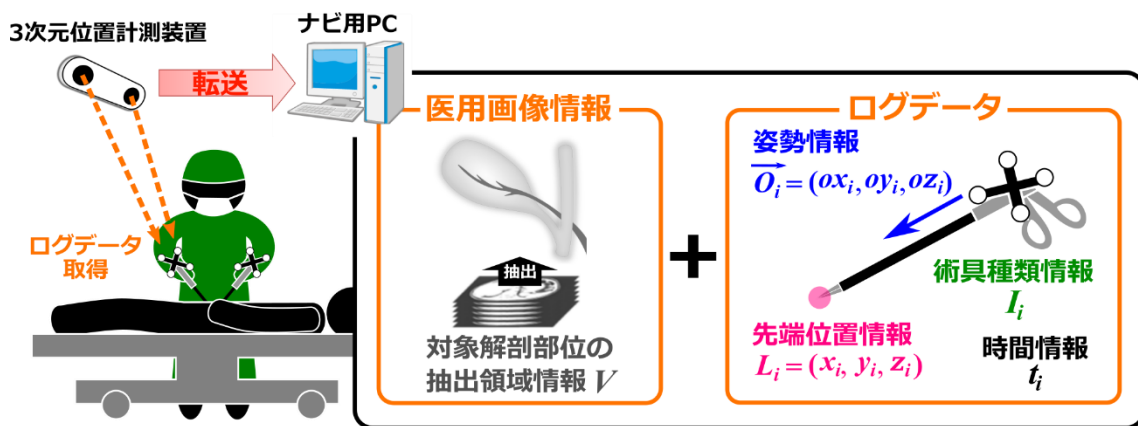 3次元位置計測装置
転送
ナビ用PC
ログデータ
取得
医用画像情報
抽出
対象解剖部位の
抽出領域情報 V
+
ログデータ
姿勢情報
O_i = (ox_i, oy_i, oz_i)
術具種類情報
I_i
先端位置情報
L_i = (x_i, y_i, z_i)
時間情報
t_i